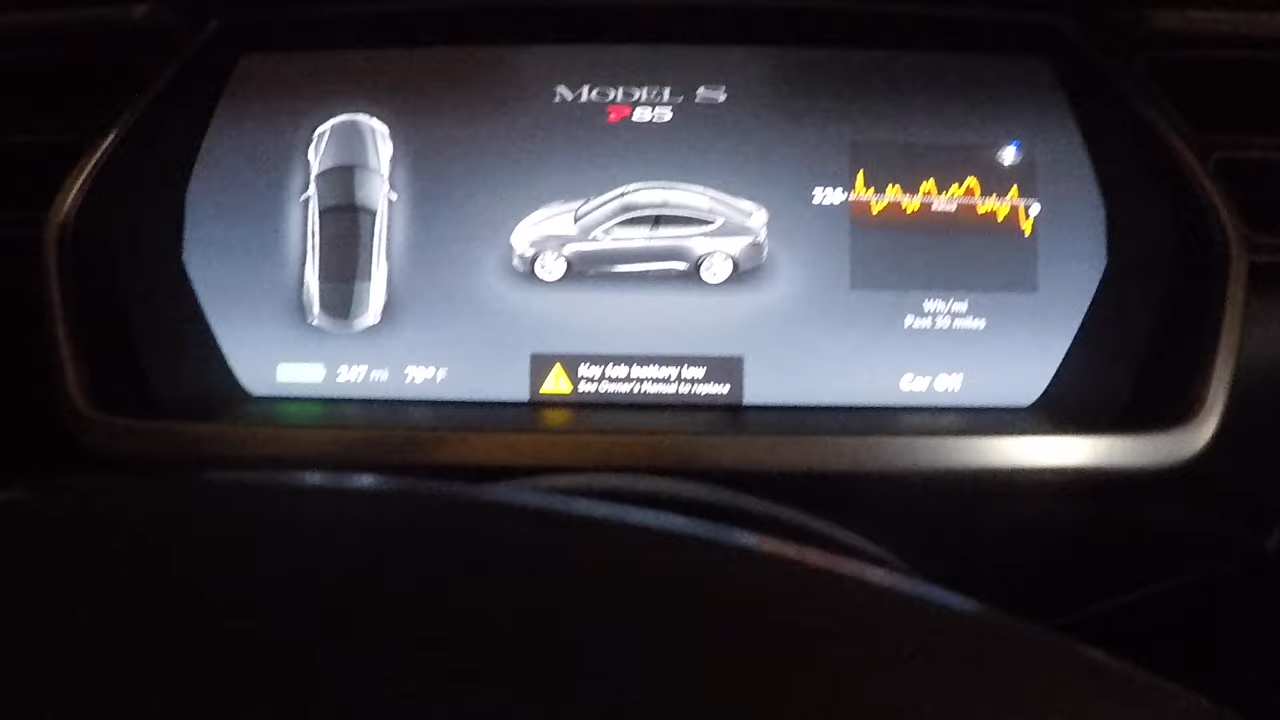 MODEL S
P85
Wh/mi
Past 30 miles
247 mi 79° F
Key fob battery low
See Owner's Manual to replace
Car Off